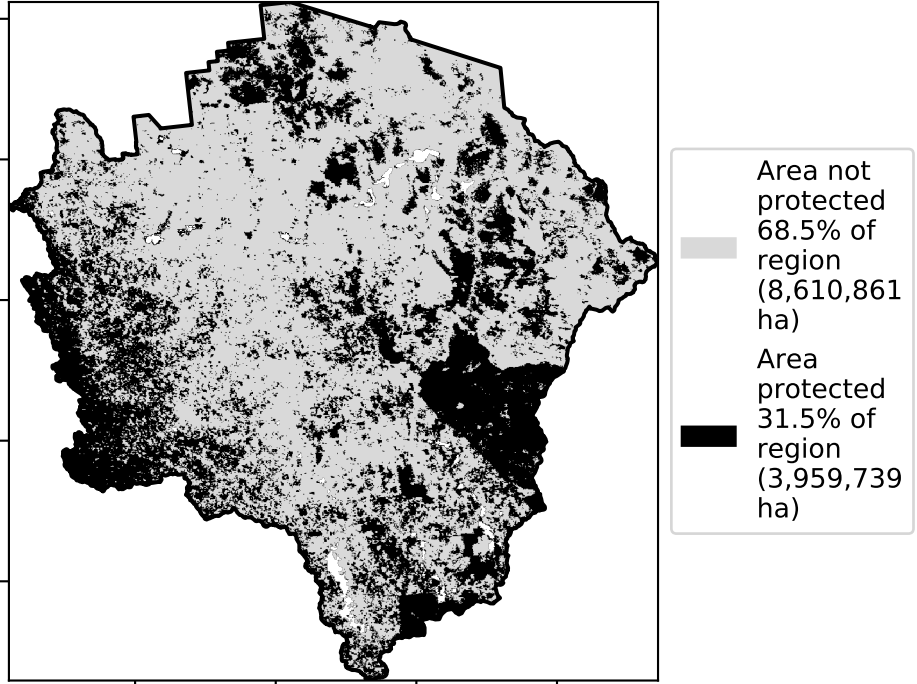 Area not
protected
68.5% of
region
(8,610,861
ha)
Area
protected
31.5% of
region
(3,959,739
ha)